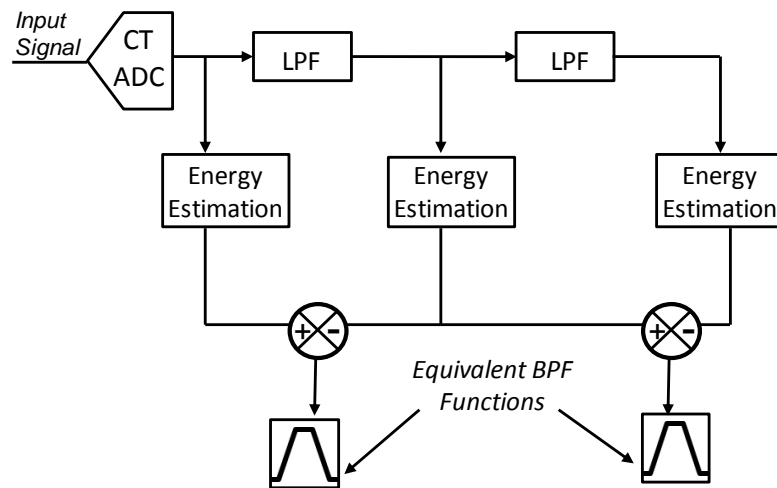 Input
Signal
CT
ADC
LPF
LPF
Energy
Estimation
Energy
Estimation
Energy
Estimation
+
-
+
-
Equivalent BPF
Functions